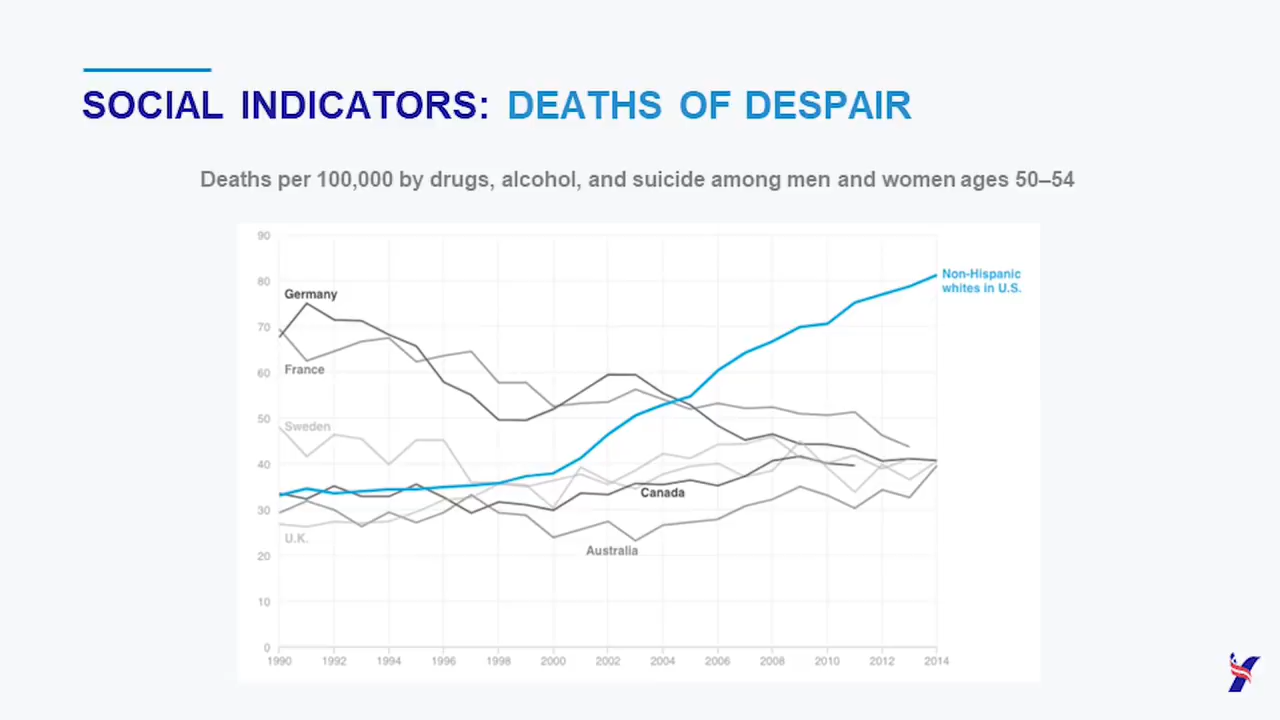 SOCIAL INDICATORS: DEATHS OF DESPAIR
Deaths per 100,000 by drugs, alcohol, and suicide among men and women ages 50–54
90
80
70
60
50
40
30
20
10
0
Germany
France
Sweden
U.K.
Canada
Australia
Non-Hispanic
whites in U.S.
1990 1992 1994 1996 1998 2000 2002 2004 2006 2008 2010 2012 2014